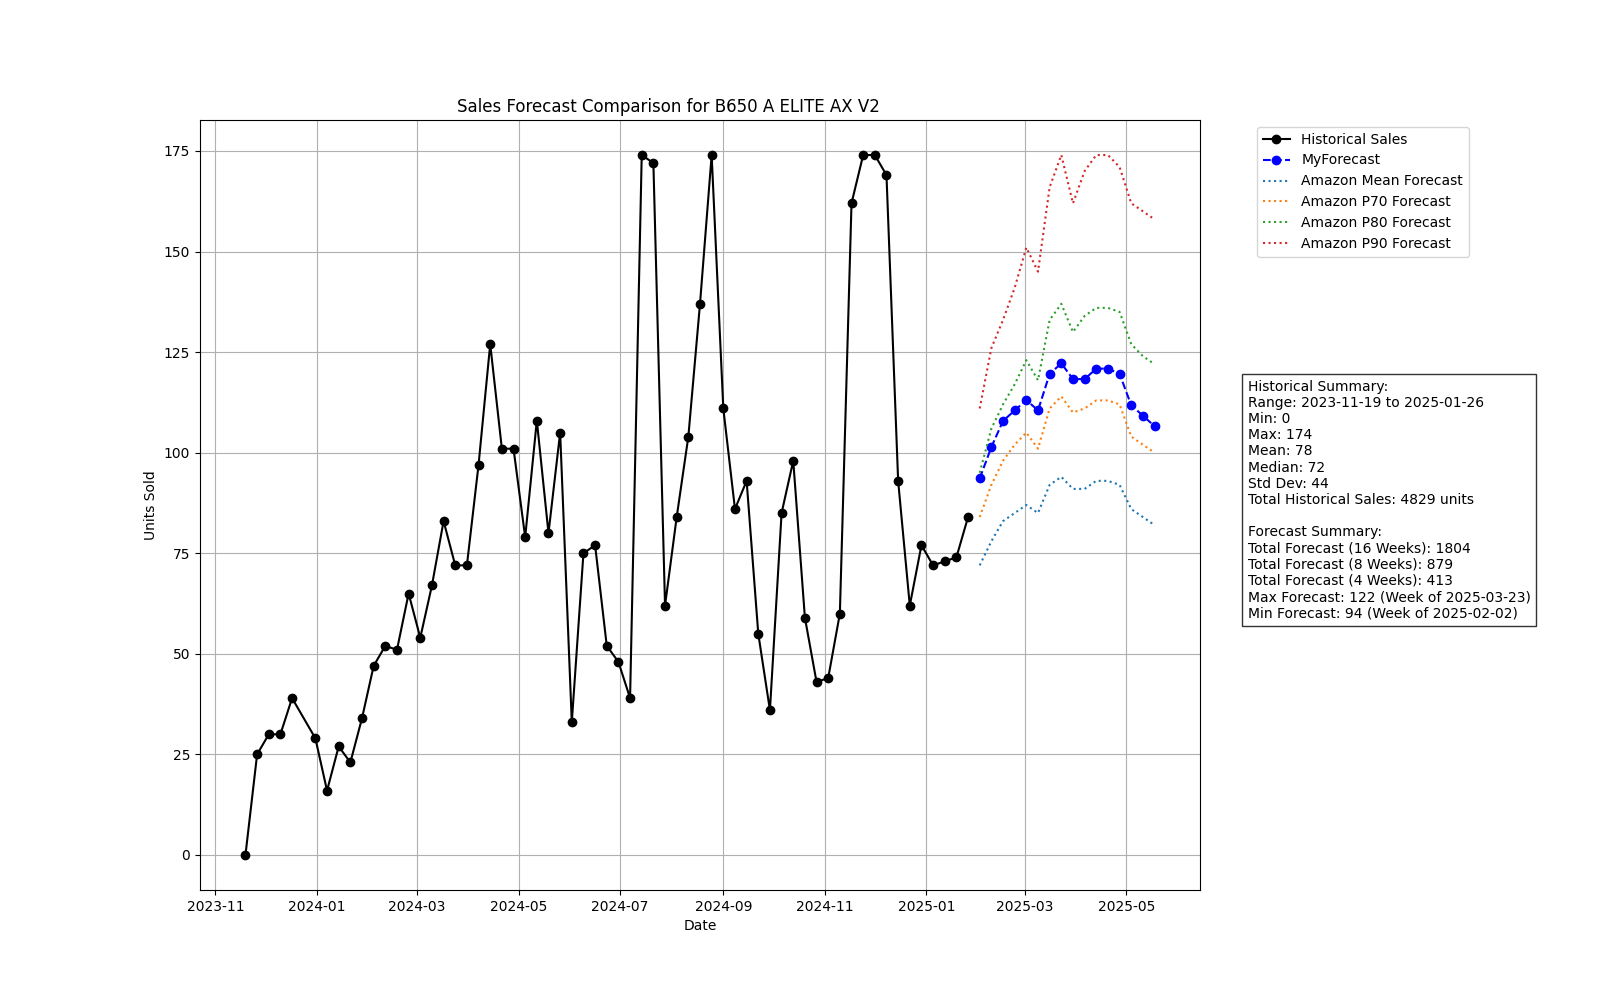 Sales Forecast Comparison for B650 A ELITE AX V2
Historical Sales
MyForecast
Amazon Mean Forecast
Amazon P70 Forecast
Amazon P80 Forecast
Amazon P90 Forecast
175
150
125
100
75
50
25
0
Units Sold
Historical Summary:
Range: 2023-11-19 to 2025-01-26
Min: 0
Max: 174
Mean: 78
Median: 72
Std Dev: 44
Total Historical Sales: 4829 units
Forecast Summary:
Total Forecast (16 Weeks): 1804
Total Forecast (8 Weeks): 879
Total Forecast (4 Weeks): 413
Max Forecast: 122 (Week of 2025-03-23)
Min Forecast: 94 (Week of 2025-02-02)
2023-11
2024-01
2024-03
2024-05
2024-07
2024-09
2024-11
2025-01
2025-03
2025-05
Date